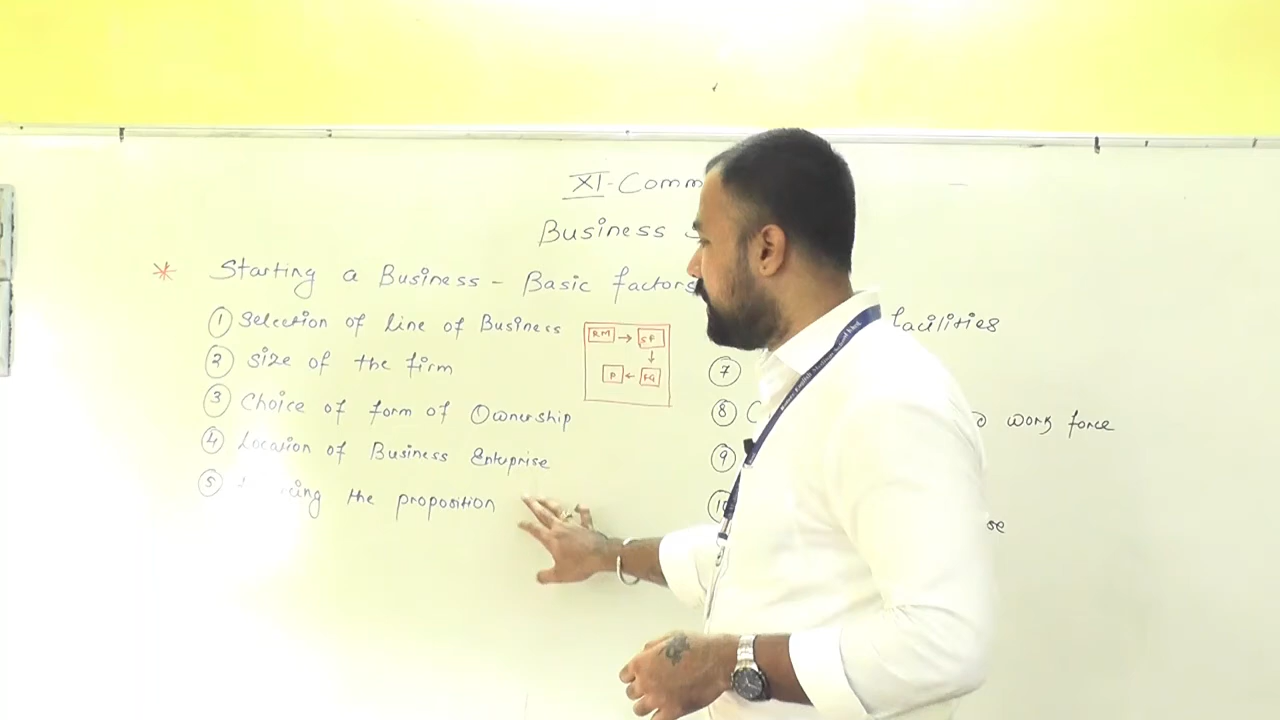 XI-Comm
Business S
* Starting a Business - Basic factors
① Selection of line of Business
② Size of the firm
③ Choice of form of Ownership
④ Location of Business Enterprise
⑤ the proposition
RM → SF
↓
P ← FG
facilities
⑦
⑧ C work force
⑨
⑩ se